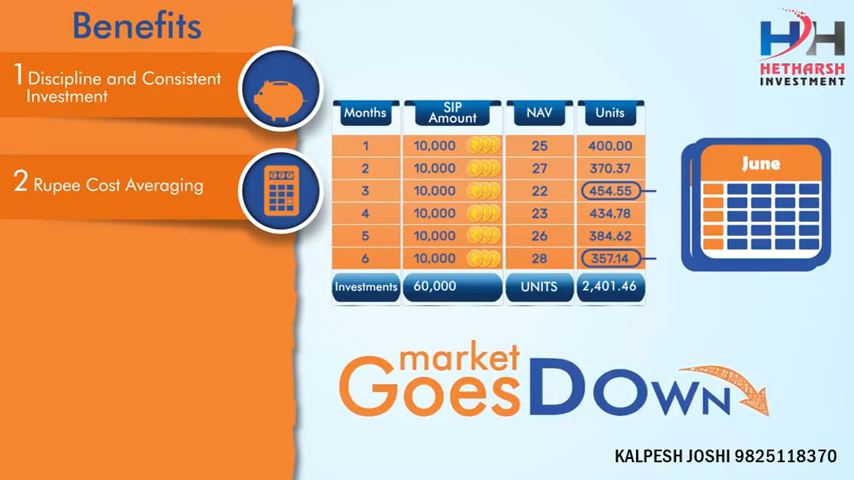 Benefits
1 Discipline and Consistent
Investment
2 Rupee Cost Averaging
HH
HETHARSH
INVESTMENT
Months SIP Amount NAV Units
1 10,000 25 400.00
2 10,000 27 370.37
3 10,000 22 454.55
4 10,000 23 434.78
5 10,000 26 384.62
6 10,000 28 357.14
Investments 60,000 UNITS 2,401.46
June
market
Goes Down
KALPESH JOSHI 9825118370